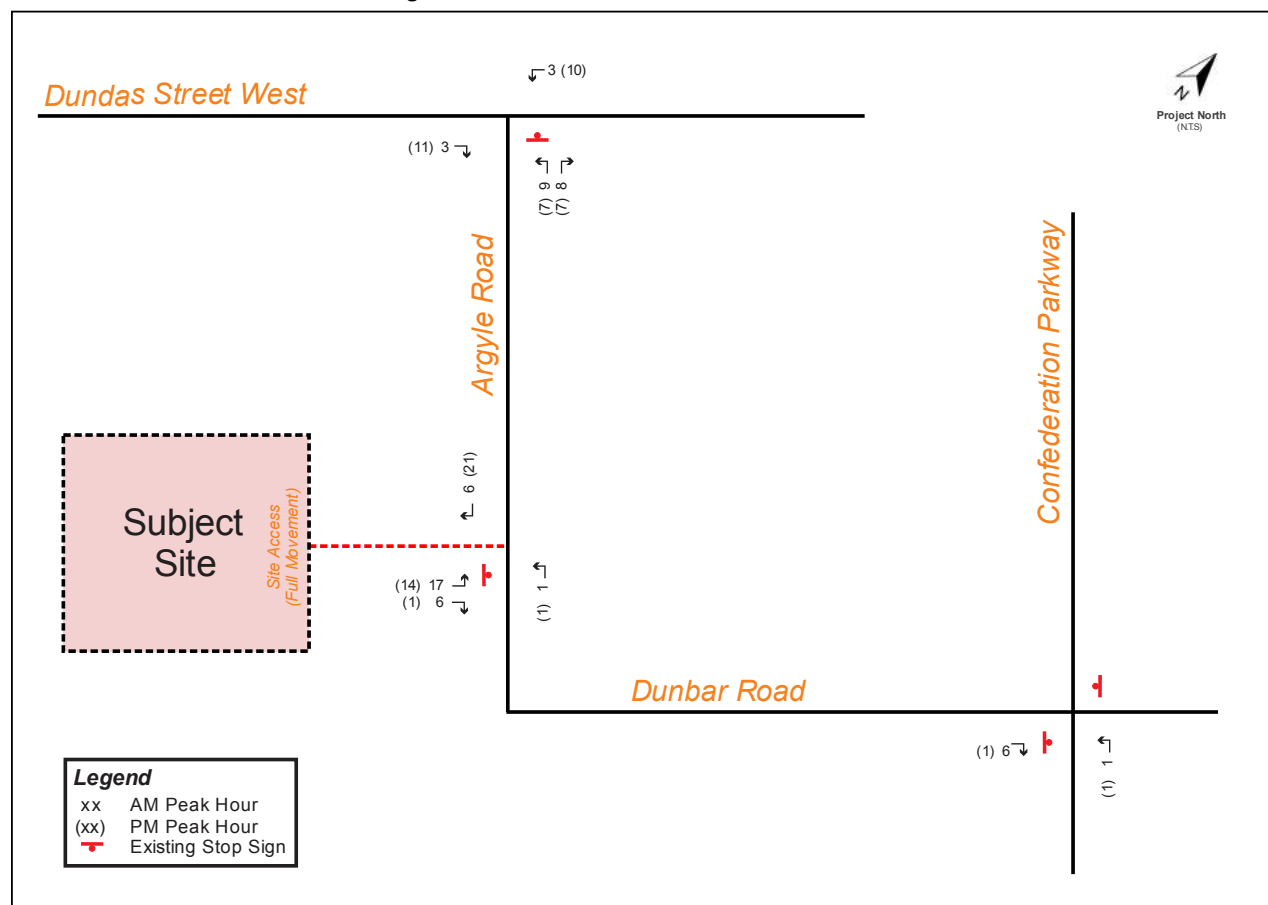 3 (10)
Dundas Street West
N
Project North
(N.T.S)
(11) 3
(7) 9
(7) 8
Argyle Road
Confederation Parkway
6 (21)
Subject
Site
Site Access
(Full Movement)
(14) 17
(1) 6
(1) 1
Dunbar Road
(1) 6
(1) 1
Legend
xx AM Peak Hour
(xx) PM Peak Hour
Existing Stop Sign